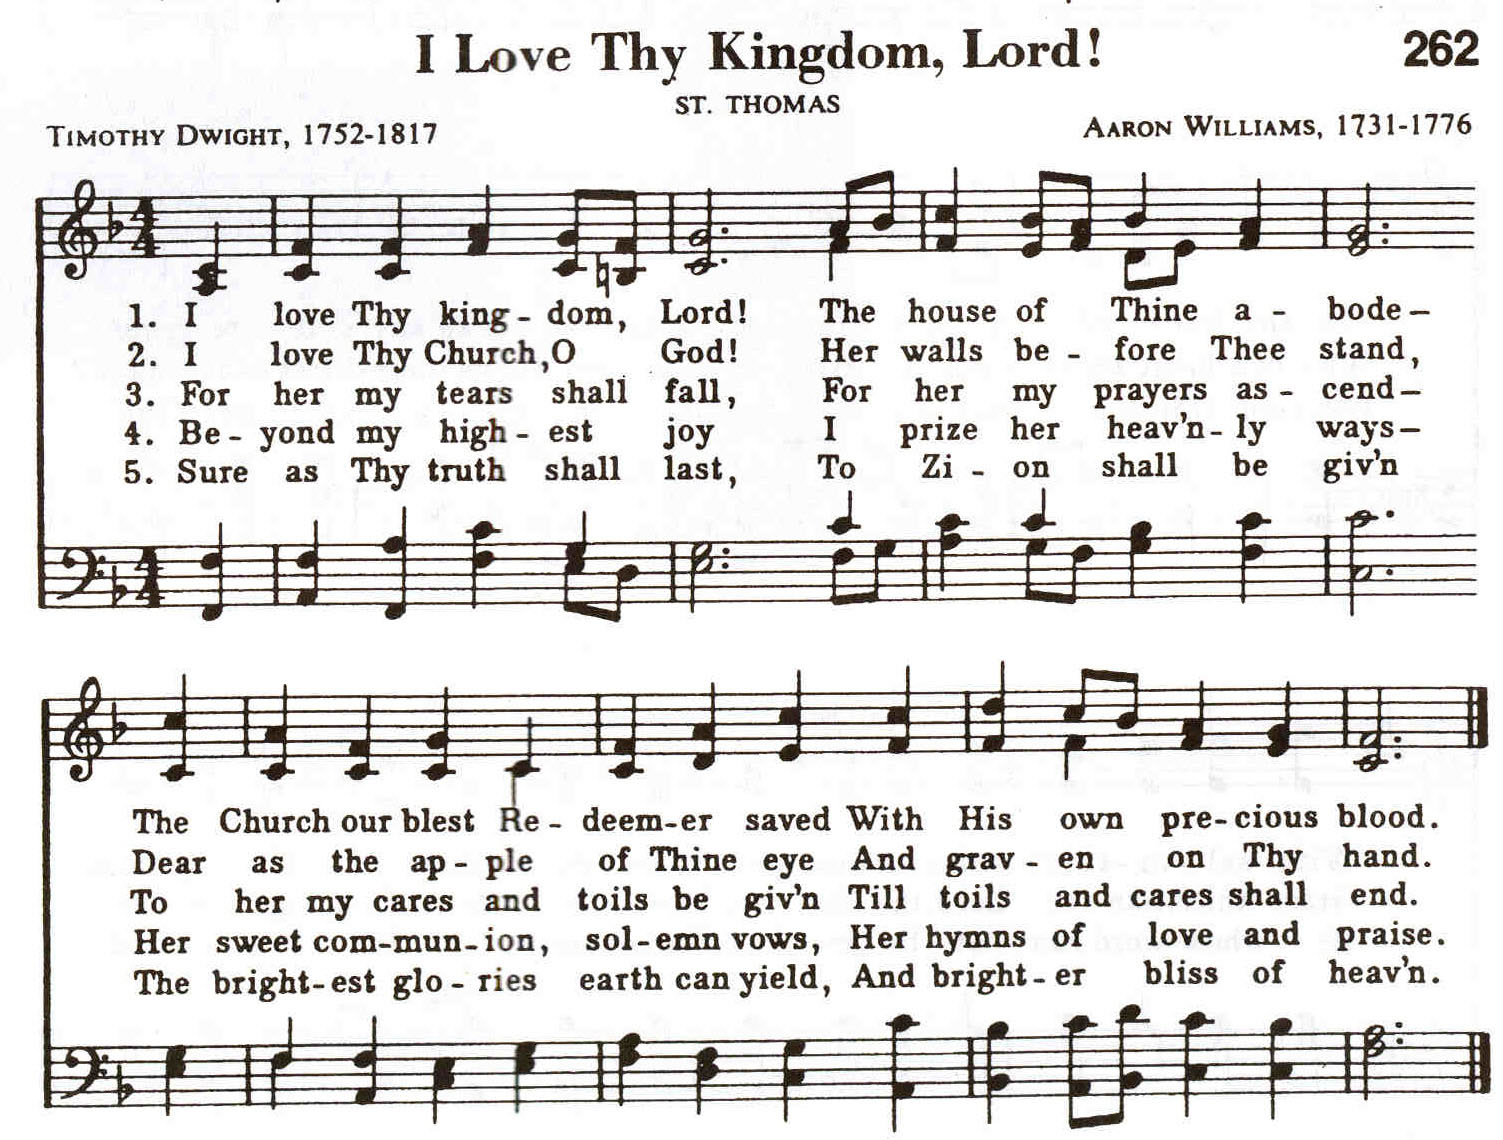 I Love Thy Kingdom, Lord! 262
ST. THOMAS
TIMOTHY DWIGHT, 1752-1817 AARON WILLIAMS, 1731-1776
4 4
1. I love Thy king - dom, Lord! The house of Thine a - bode –
2. I love Thy Church, O God! Her walls be - fore Thee stand,
3. For her my tears shall fall, For her my prayers as - cend –
4. Be - yond my high - est joy I prize her heav'n - ly ways –
5. Sure as Thy truth shall last, To Zi - on shall be giv'n
4 4
The Church our blest Re - deem-er saved With His own pre-cious blood.
Dear as the ap - ple of Thine eye And grav - en on Thy hand.
To her my cares and toils be giv'n Till toils and cares shall end.
Her sweet com-mun-ion, sol-emn vows, Her hymns of love and praise.
The bright-est glo - ries earth can yield, And bright-er bliss of heav'n.